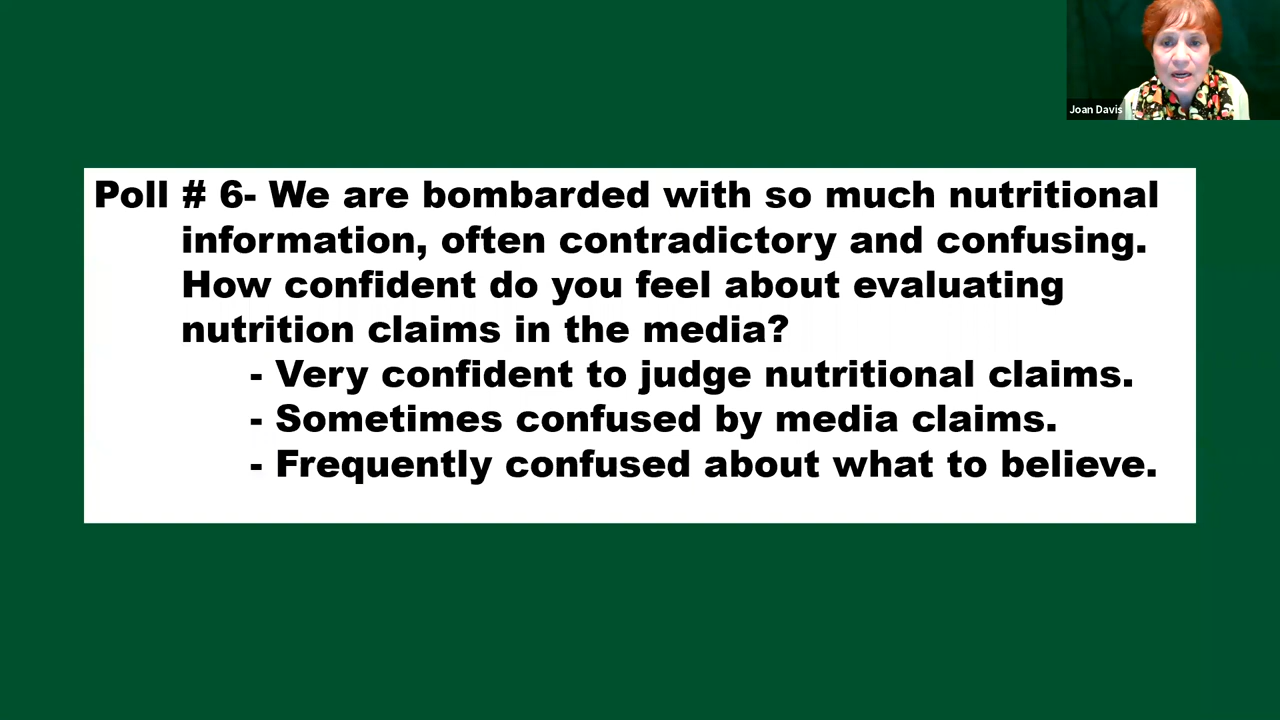 Joan Davis
Poll # 6- We are bombarded with so much nutritional
information, often contradictory and confusing.
How confident do you feel about evaluating
nutrition claims in the media?
- Very confident to judge nutritional claims.
- Sometimes confused by media claims.
- Frequently confused about what to believe.